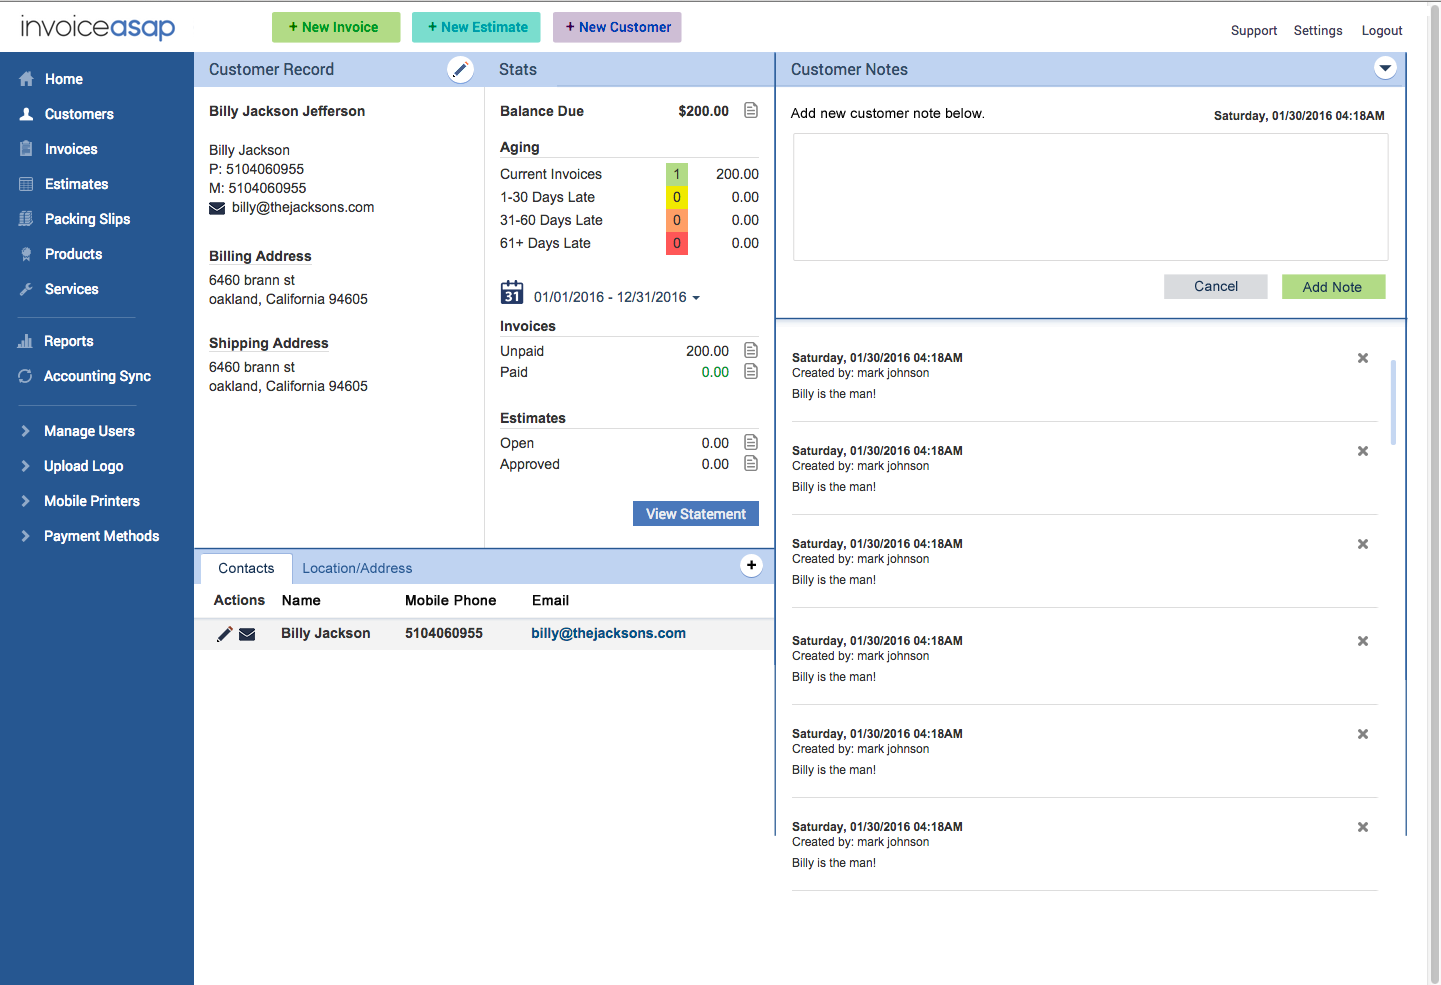 invoiceasap
+ New Invoice
+ New Estimate
+ New Customer
Support
Settings
Logout
Home
Customers
Invoices
Estimates
Packing Slips
Products
Services
Reports
Accounting Sync
Manage Users
Upload Logo
Mobile Printers
Payment Methods
Customer Record
Billy Jackson Jefferson
Billy Jackson
P: 5104060955
M: 5104060955
billy@thejacksons.com
Billing Address
6460 brann st
oakland, California 94605
Shipping Address
6460 brann st
oakland, California 94605
Stats
Balance Due $200.00
Aging
Current Invoices 1 200.00
1-30 Days Late 0 0.00
31-60 Days Late 0 0.00
61+ Days Late 0 0.00
31 01/01/2016 - 12/31/2016
Invoices
Unpaid 200.00
Paid 0.00
Estimates
Open 0.00
Approved 0.00
View Statement
Contacts Location/Address
Actions Name Mobile Phone Email
Billy Jackson 5104060955 billy@thejacksons.com
Customer Notes
Add new customer note below. Saturday, 01/30/2016 04:18AM
Cancel Add Note
Saturday, 01/30/2016 04:18AM
Created by: mark johnson
Billy is the man!
Saturday, 01/30/2016 04:18AM
Created by: mark johnson
Billy is the man!
Saturday, 01/30/2016 04:18AM
Created by: mark johnson
Billy is the man!
Saturday, 01/30/2016 04:18AM
Created by: mark johnson
Billy is the man!
Saturday, 01/30/2016 04:18AM
Created by: mark johnson
Billy is the man!
Saturday, 01/30/2016 04:18AM
Created by: mark johnson
Billy is the man!